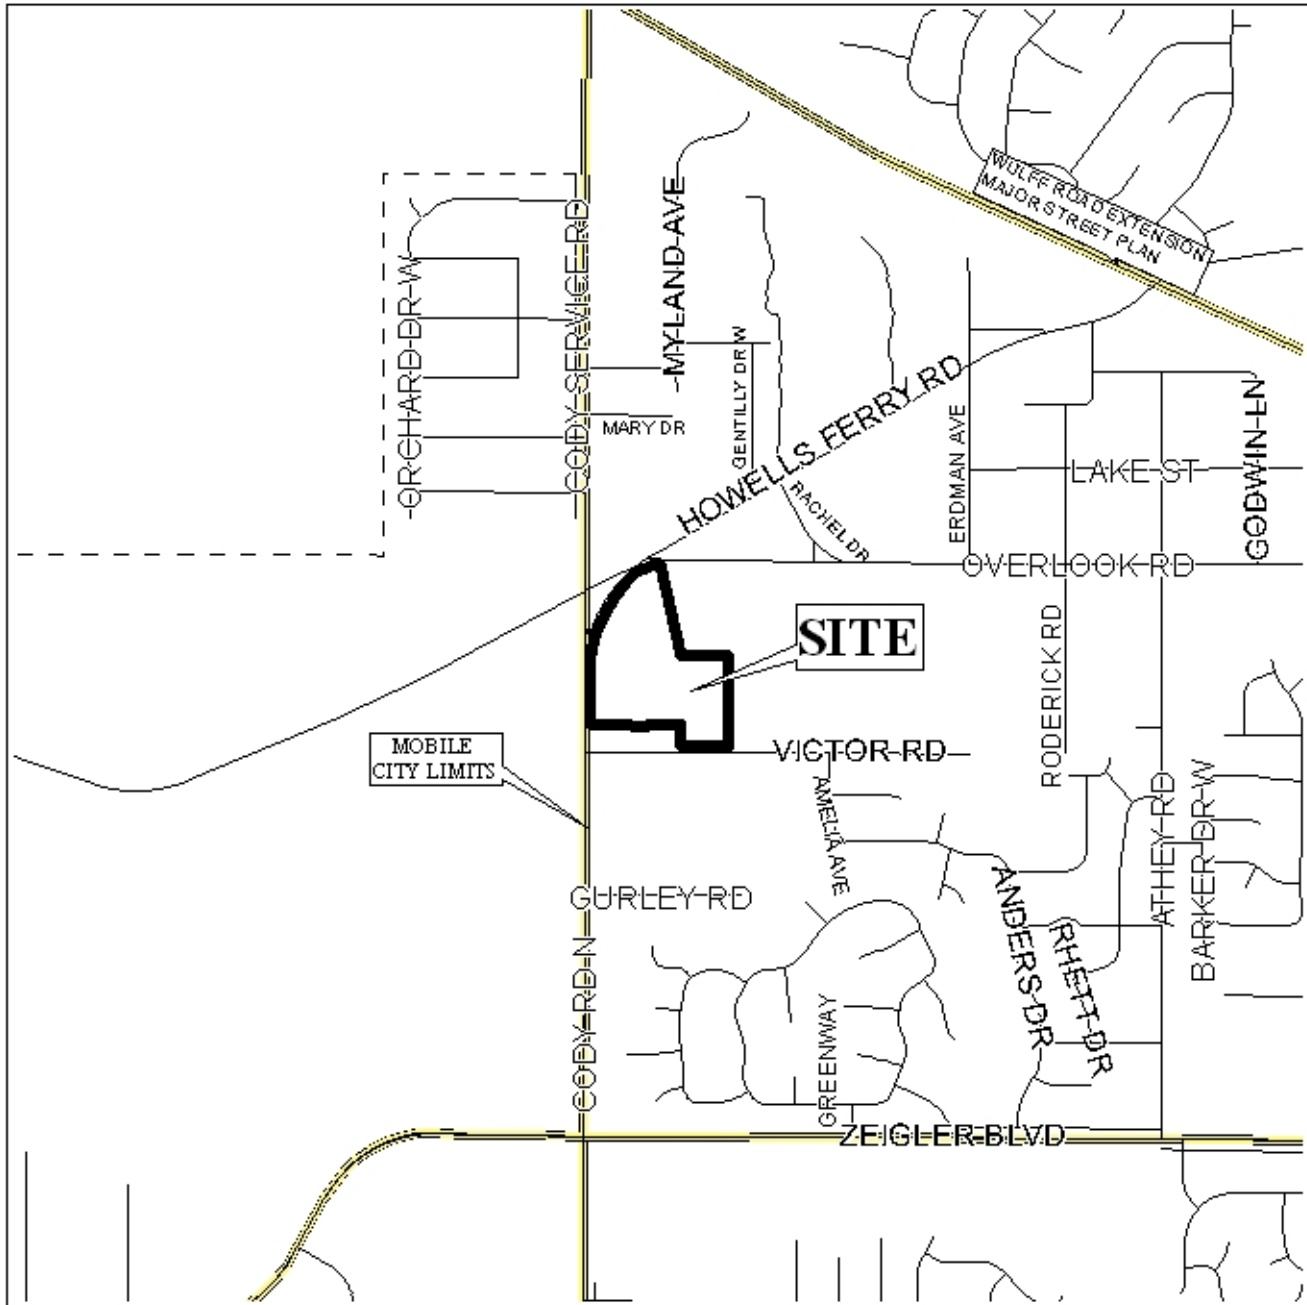 WULFF ROAD EXTENSION
MAJOR STREET PLAN
MYLAND AVE
ORCHARD DR W
CODY SERVICE RD
GENTILLY DR W
MARY DR
HOWELLS FERRY RD
RACHEL DR
ERDMAN AVE
LAKE ST
GODWIN LN
OVERLOOK RD
SITE
RODERICK RD
VICTOR RD
MOBILE
CITY LIMITS
AMELIA AVE
ATHEY RD
BARKER DR W
GURLEY RD
ANDERS DR
RHETT DR
CODY RD N
GREENWAY
ZEIGLER BLVD